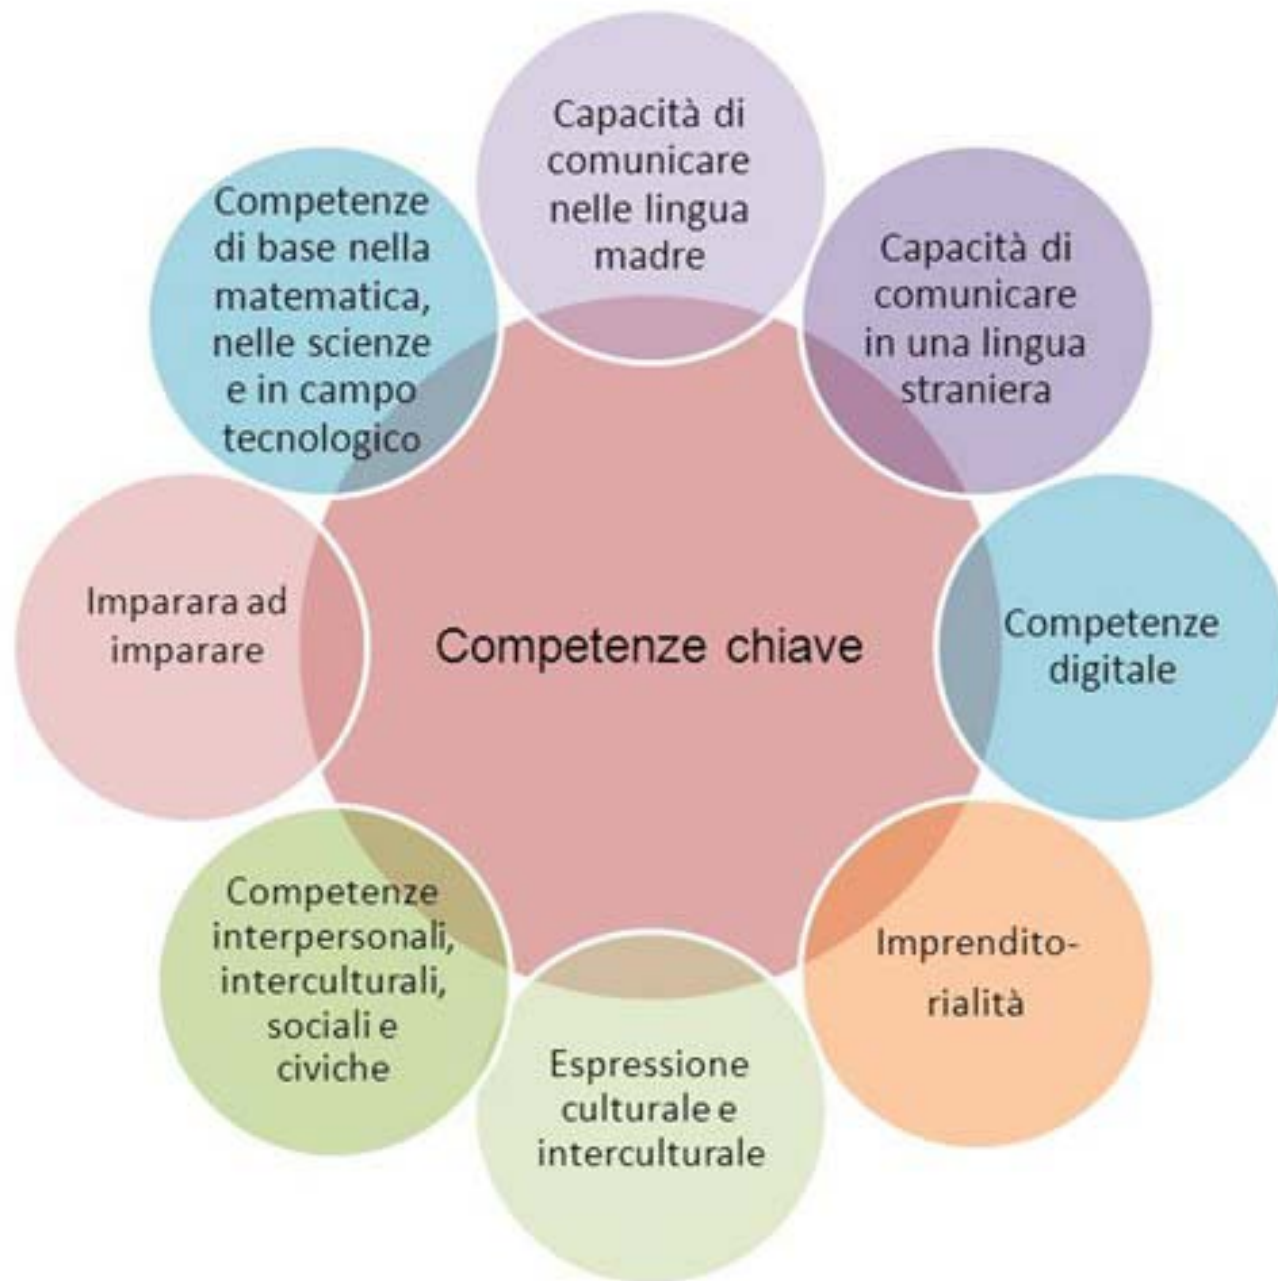 Capacità di
comunicare
nelle lingua
madre
Capacità di
comunicare
in una lingua
straniera
Competenze
digitale
Imprendito-
rialità
Espressione
culturale e
interculturale
Competenze
interpersonali,
interculturali,
sociali e
civiche
Imparara ad
imparare
Competenze
di base nella
matematica,
nelle scienze
e in campo
tecnologico
Competenze chiave